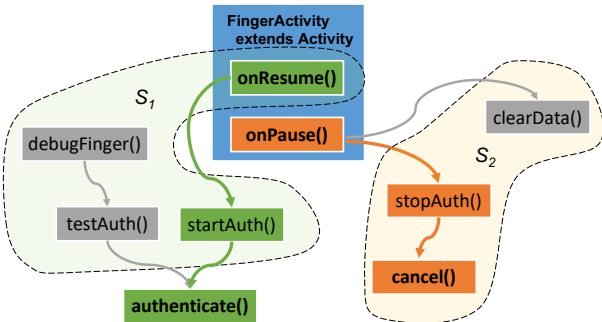 FingerActivity
extends Activity
onResume()
S1
clearData()
onPause()
debugFinger()
S2
stopAuth()
testAuth()
startAuth()
cancel()
authenticate()